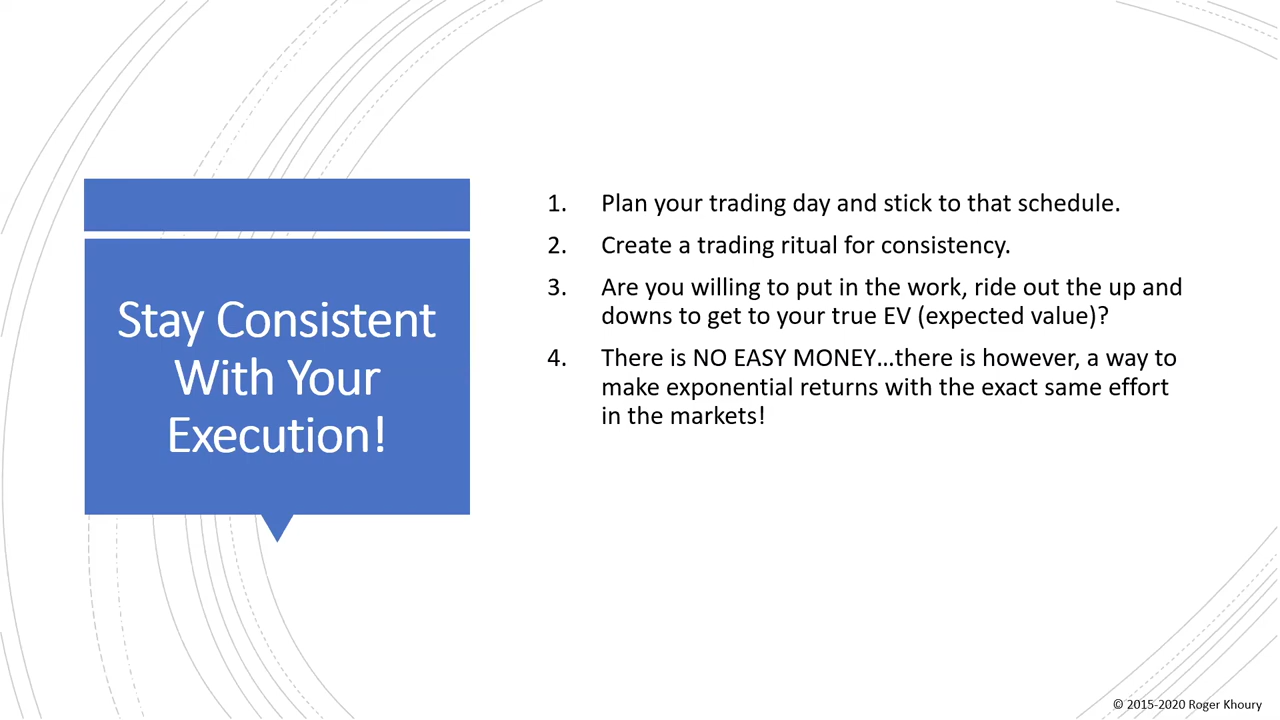 Stay Consistent
With Your
Execution!
1. Plan your trading day and stick to that schedule.
2. Create a trading ritual for consistency.
3. Are you willing to put in the work, ride out the up and
downs to get to your true EV (expected value)?
4. There is NO EASY MONEY…there is however, a way to
make exponential returns with the exact same effort
in the markets!
© 2015-2020 Roger Khoury